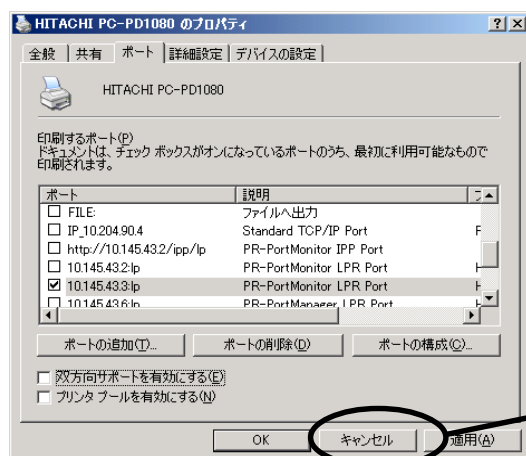 HITACHI PC-PD1080 のプロパティ
全般 共有 ポート 詳細設定 デバイスの設定
HITACHI PC-PD1080
印刷するポート(P)
ドキュメントは、チェック ボックスがオンになっているポートのうち、最初に利用可能なもので
印刷されます。
ポート 説明
FILE: ファイルへ出力
IP_10.204.90.4 Standard TCP/IP Port
http://10.145.43.2/ipp/lp PR-PortMonitor IPP Port
10.145.43.2:lp PR-PortMonitor LPR Port
10.145.43.3:lp PR-PortMonitor LPR Port
10.145.43.6:lp PR-PortManager LPR Port
ポートの追加(T)... ポートの削除(D) ポートの構成(C)...
双方向サポートを有効にする(E)
プリンタ プールを有効にする(N)
OK キャンセル 適用(A)